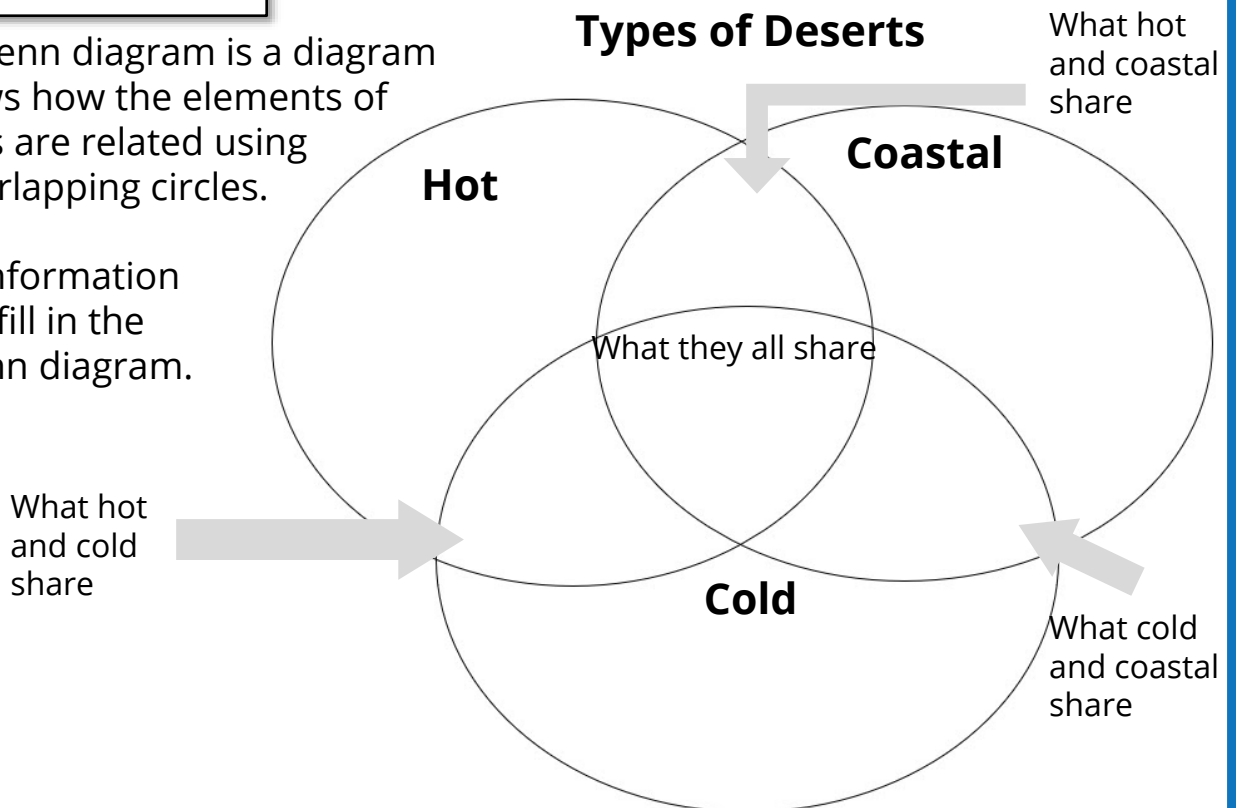 Types of Deserts
enn diagram is a diagram
s how the elements of
s are related using
rlapping circles.
nformation
fill in the
n diagram.
Hot
Coastal
What hot
and coastal
share
What they all share
What hot
and cold
share
Cold
What cold
and coastal
share